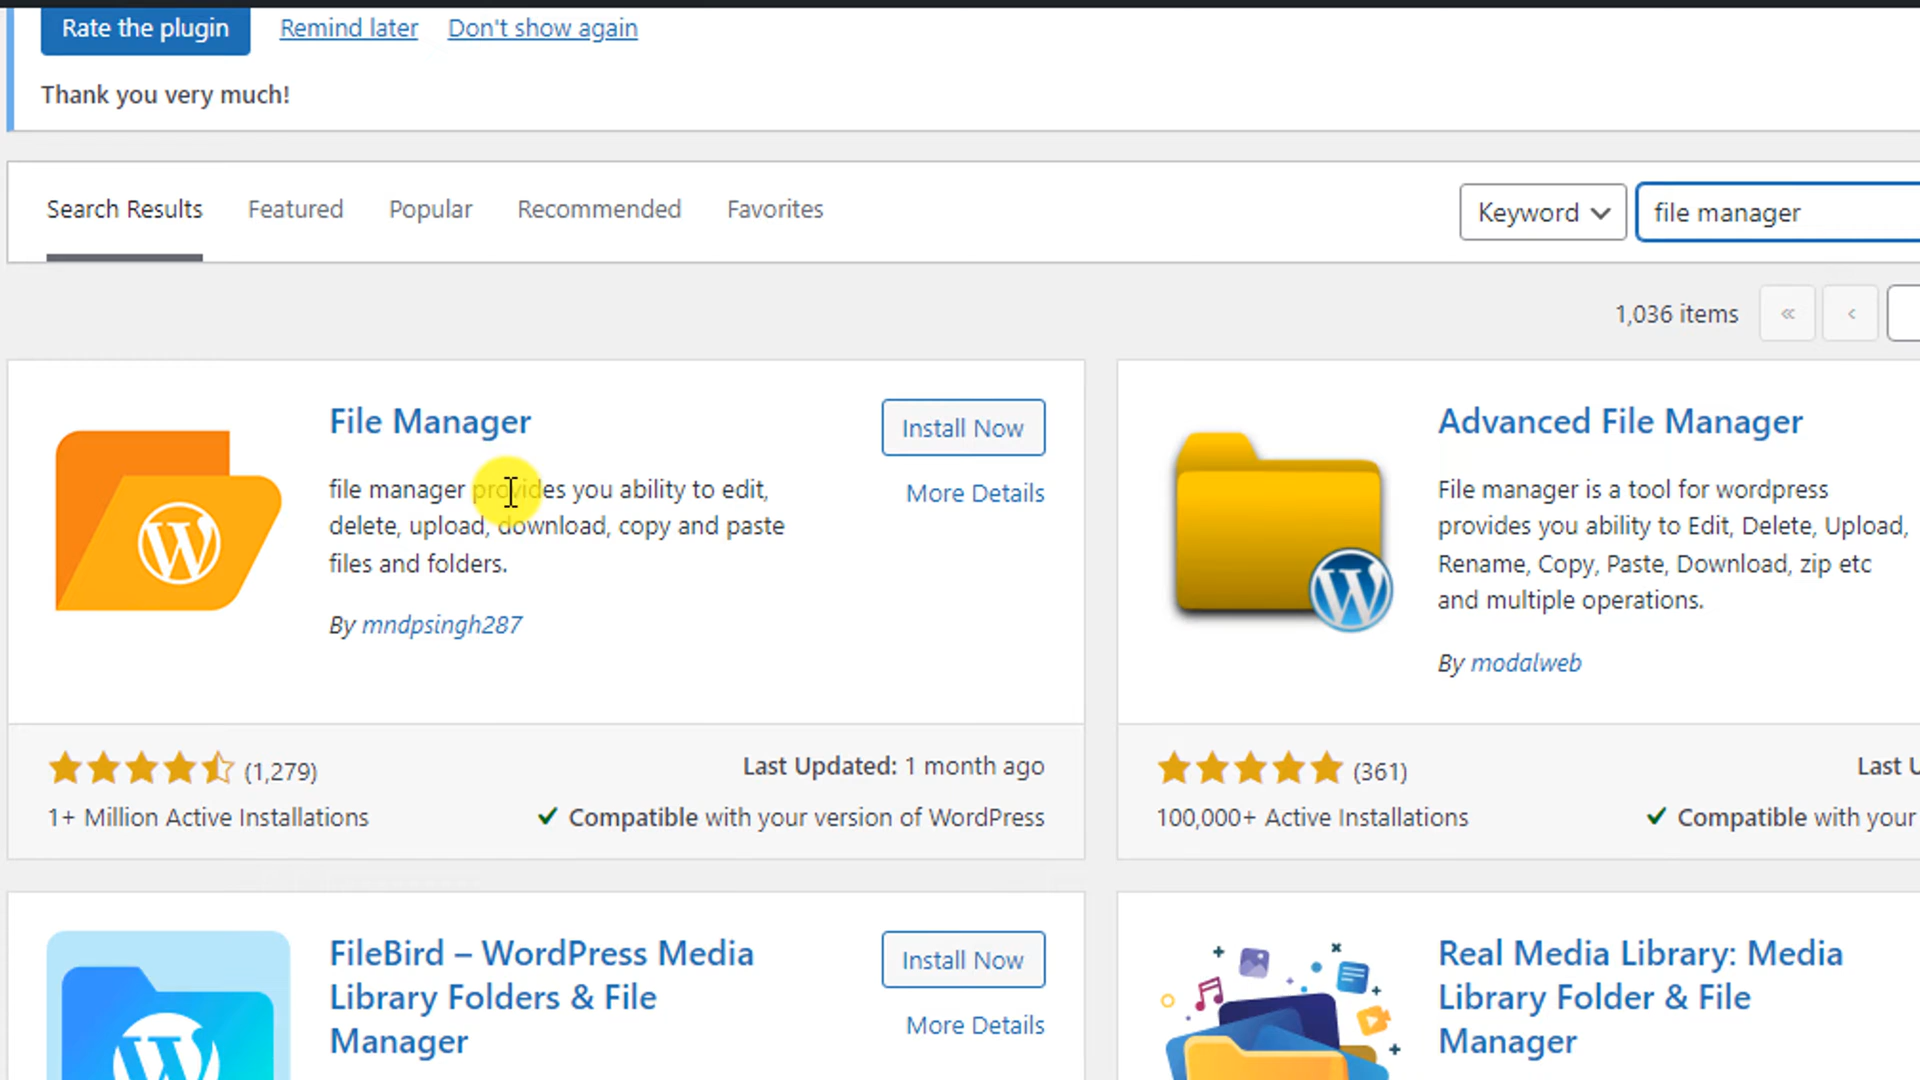 Rate the plugin Remind later Don't show again
Thank you very much!
Search Results Featured Popular Recommended Favorites Keyword file manager
1,036 items « ‹
File Manager
Install Now
file manager provides you ability to edit,
delete, upload, download, copy and paste
files and folders.
More Details
By mndpsingh287
(1,279)
Last Updated: 1 month ago
1+ Million Active Installations
Compatible with your version of WordPress
Advanced File Manager
File manager is a tool for wordpress
provides you ability to Edit, Delete, Upload,
Rename, Copy, Paste, Download, zip etc
and multiple operations.
By modalweb
(361)
Last
100,000+ Active Installations
Compatible with your
FileBird – WordPress Media
Library Folders & File
Manager
Install Now
More Details
Real Media Library: Media
Library Folder & File
Manager